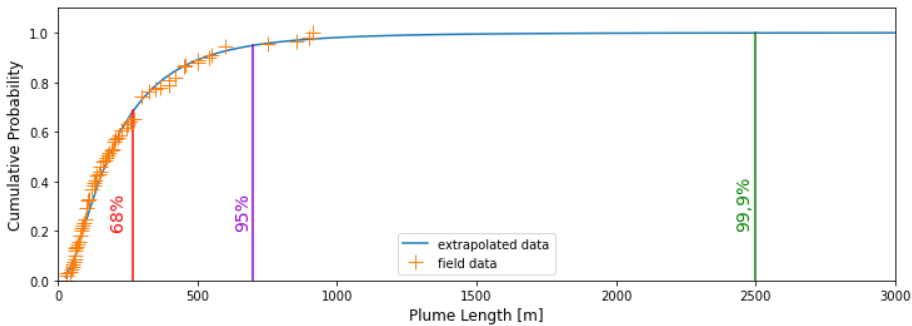 Cumulative Probability
1.0
0.8
0.6
0.4
0.2
0.0
68%
95%
99,9%
extrapolated data
field data
0 500 1000 1500 2000 2500 3000
Plume Length [m]